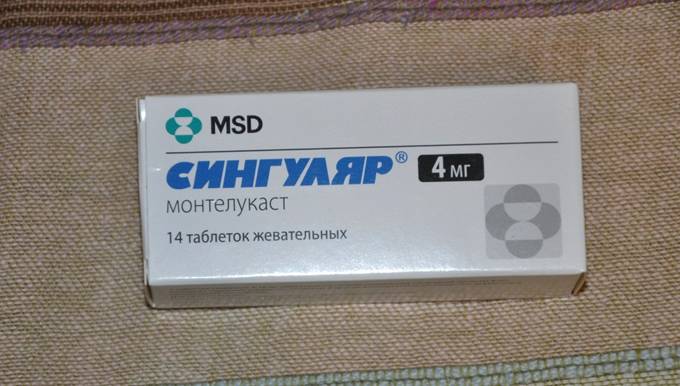 MSD
СИНГУЛЯР® 4 мг
монтелукаст
14 таблеток жевательных